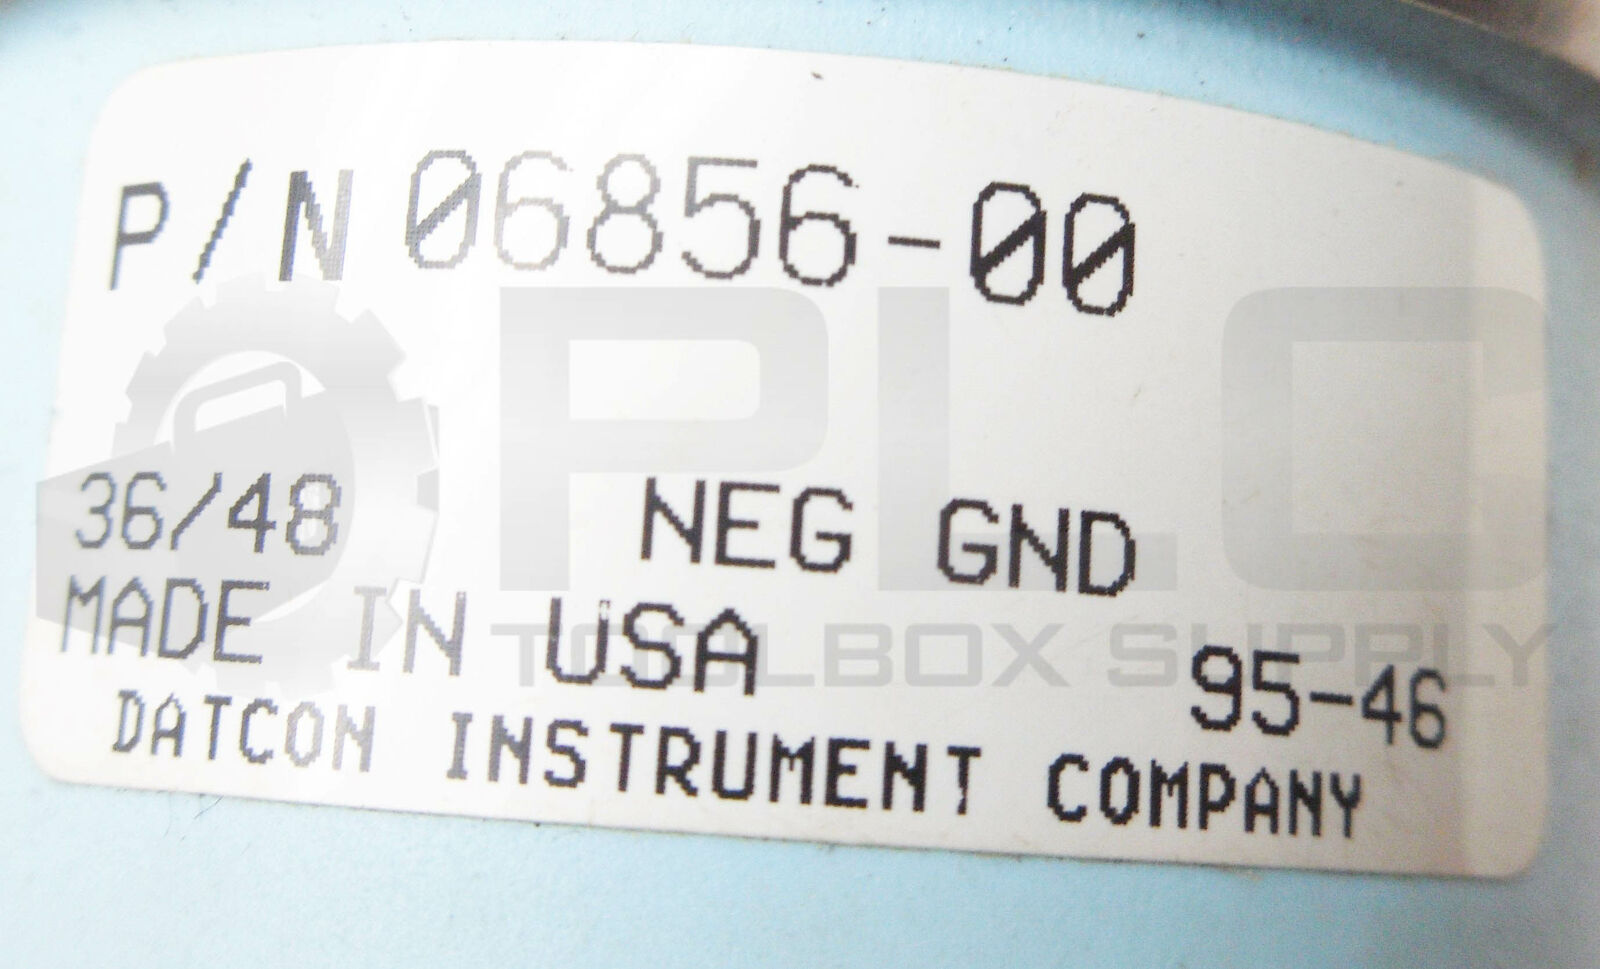 P/N 06856-00
36/48 NEG GND
MADE IN USA 95-46
DATCON INSTRUMENT COMPANY
PLC
TOOLBOX SUPPLY